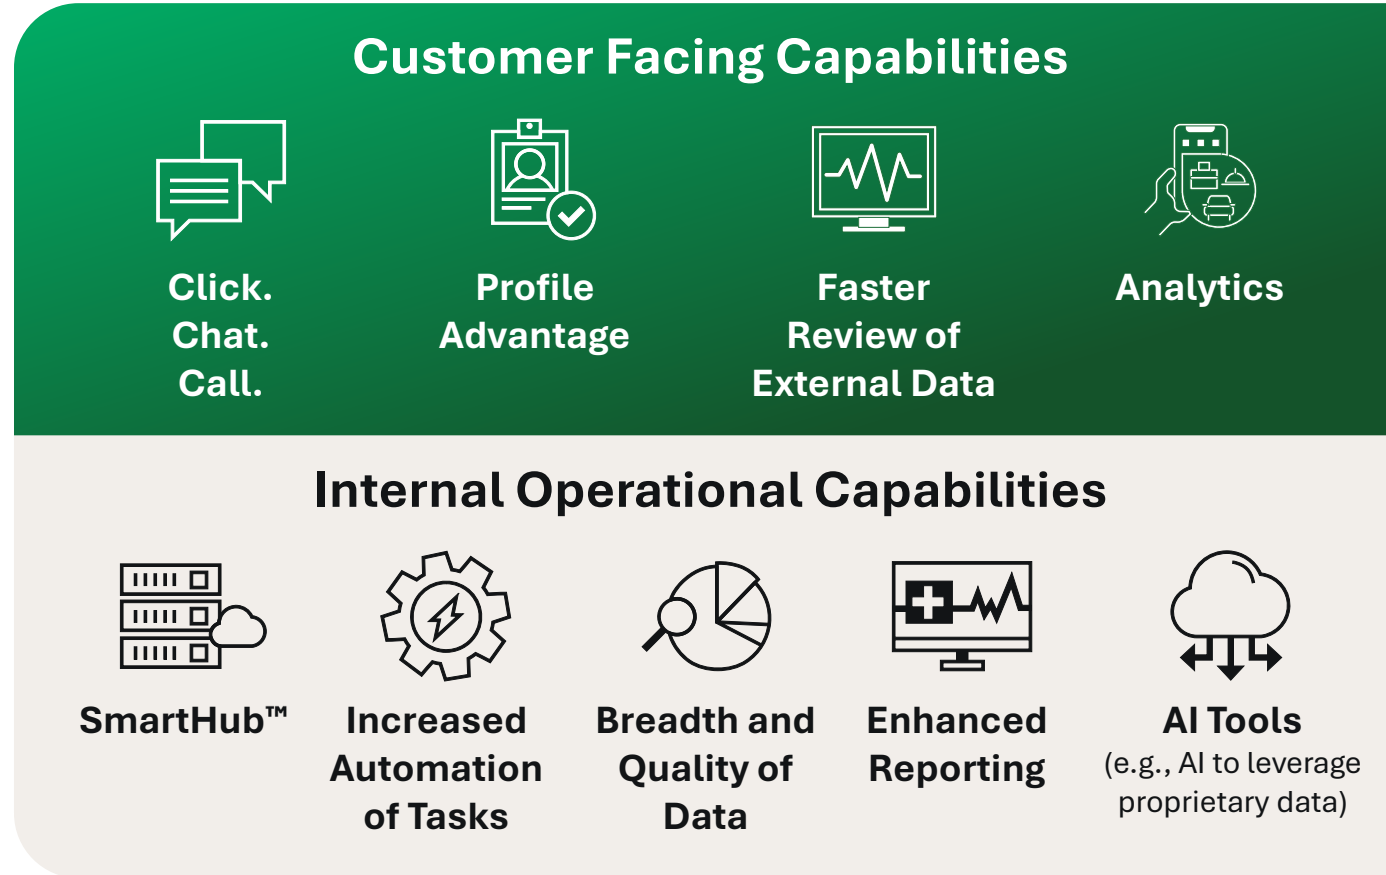 Customer Facing Capabilities
Click.
Chat.
Call.
Profile
Advantage
Faster
Review of
External Data
Analytics
Internal Operational Capabilities
SmartHub™
Increased
Automation
of Tasks
Breadth and
Quality of
Data
Enhanced
Reporting
AI Tools
(e.g., AI to leverage
proprietary data)